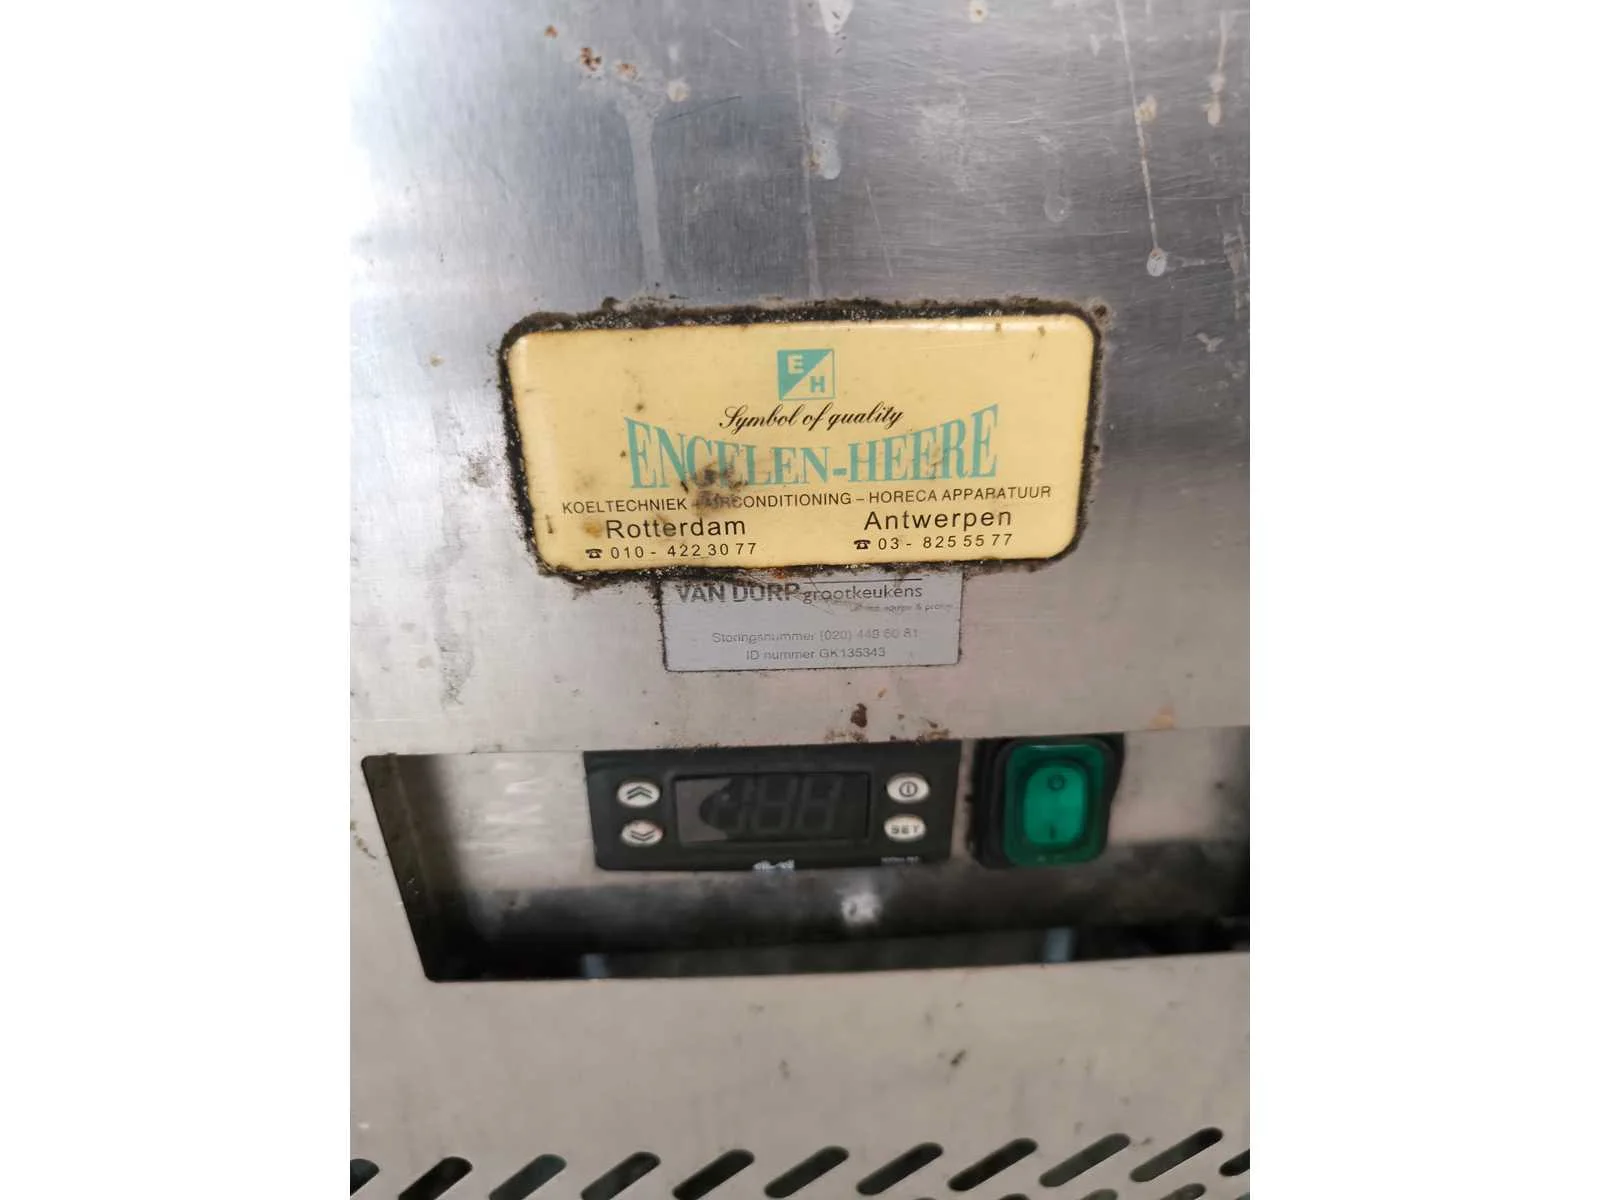 E
H
Symbol of quality
ENGELEN-HEERE
KOELTECHNIEK - AIRCONDITIONING - HORECA APPARATUUR
Rotterdam Antwerpen
☎ 010 - 422 30 77 ☎ 03 - 825 55 77
VAN DORP grootkeukens
Storingsnummer (020) 449 60 81
ID nummer GK135343
SET